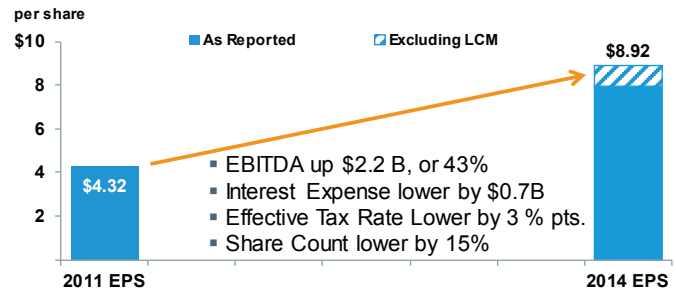 per share
$10
As Reported
Excluding LCM
$8.92
8
6
4
2
$4.32
▪ EBITDA up $2.2 B, or 43%
▪ Interest Expense lower by $0.7B
▪ Effective Tax Rate Lower by 3 % pts.
▪ Share Count lower by 15%
2011 EPS
2014 EPS